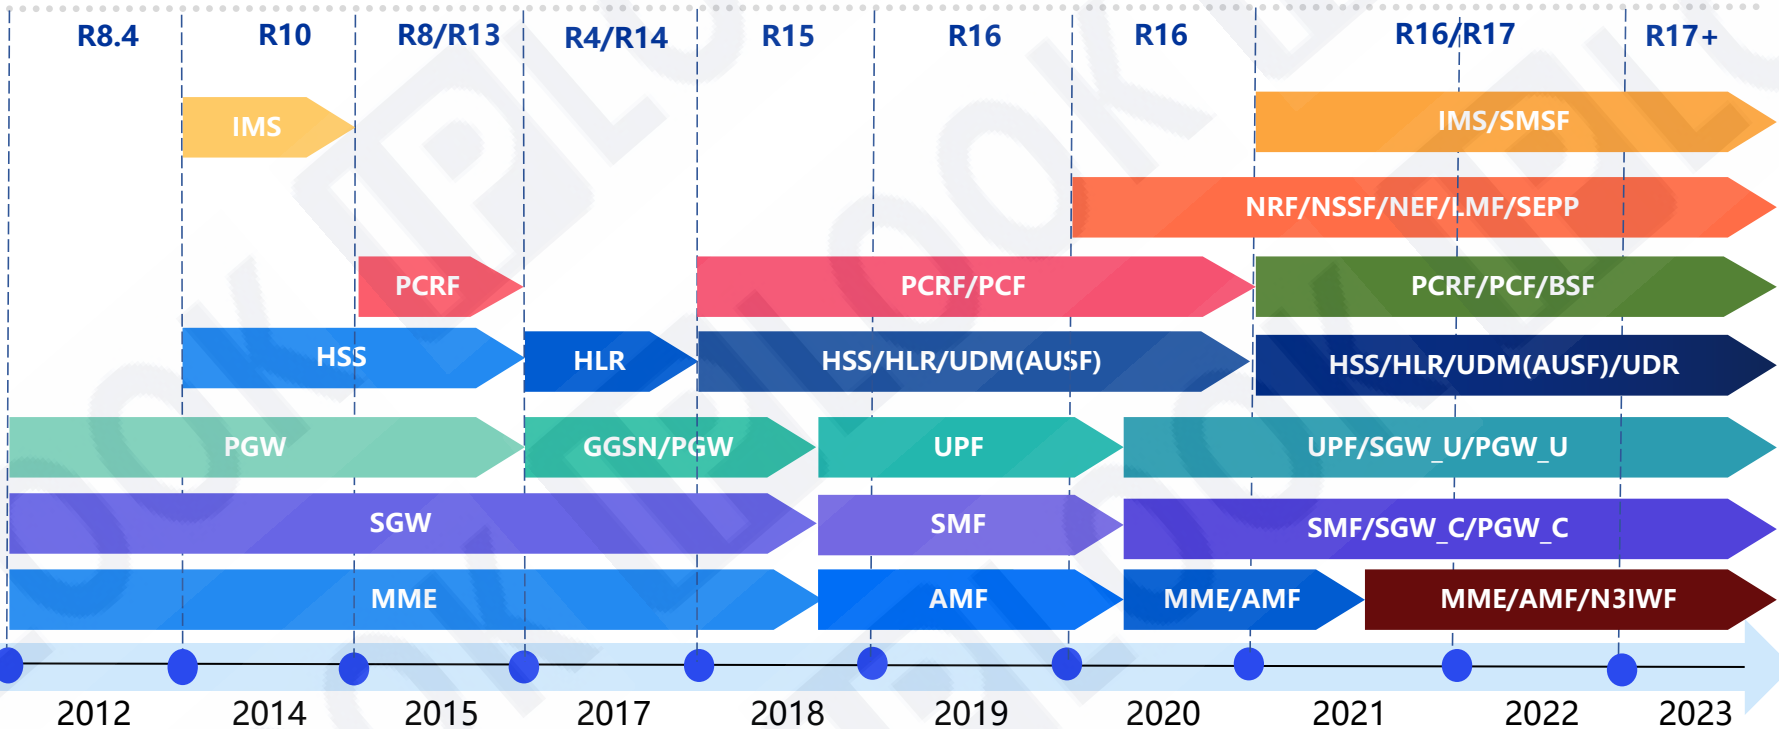 R8.4 R10 R8/R13 R4/R14 R15 R16 R16 R16/R17 R17+
IMS IMS/SMSF
NRF/NSSF/NEF/LMF/SEPP
PCRF PCRF/PCF PCRF/PCF/BSF
HSS HLR HSS/HLR/UDM(AUSF) HSS/HLR/UDM(AUSF)/UDR
PGW GGSN/PGW UPF UPF/SGW_U/PGW_U
SGW SMF SMF/SGW_C/PGW_C
MME AMF MME/AMF MME/AMF/N3IWF
2012 2014 2015 2017 2018 2019 2020 2021 2022 2023
IPLOOK
IPLOOK
IPLOOK